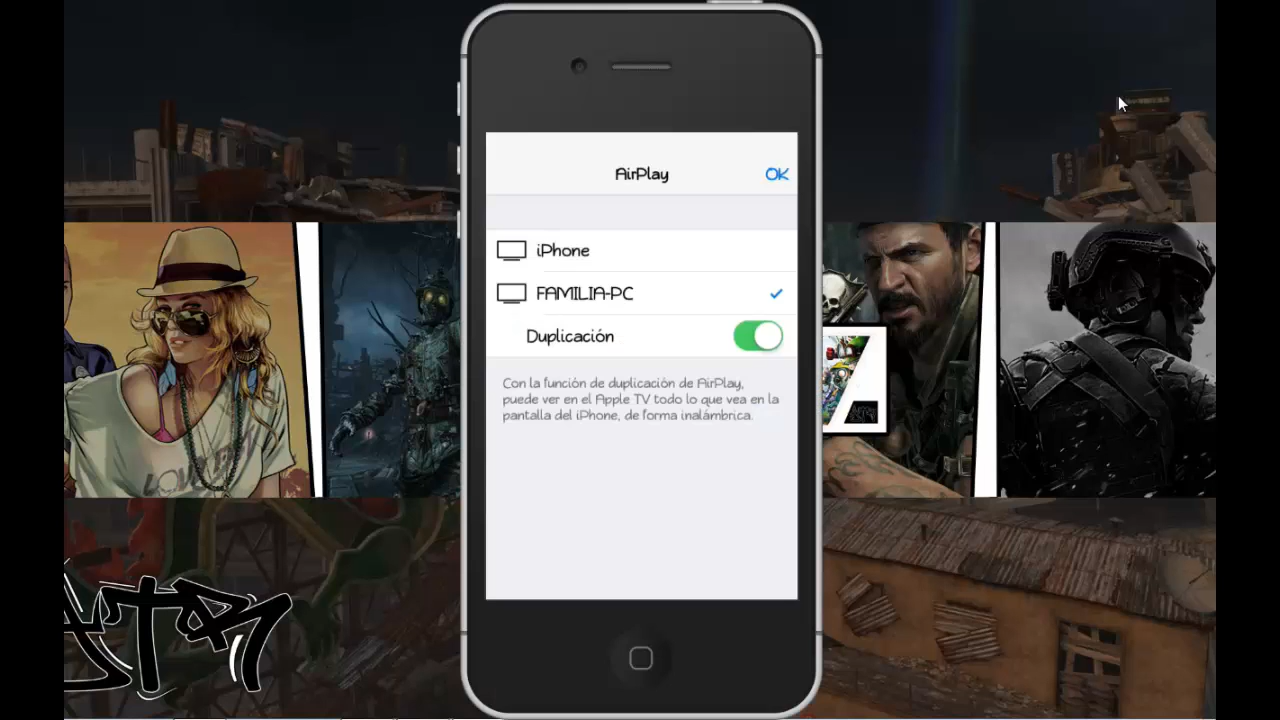 AirPlay
OK
iPhone
FAMILIA-PC
Duplicación
Con la función de duplicación de AirPlay,
puede ver en el Apple TV todo lo que vea en la
pantalla del iPhone, de forma inalámbrica.